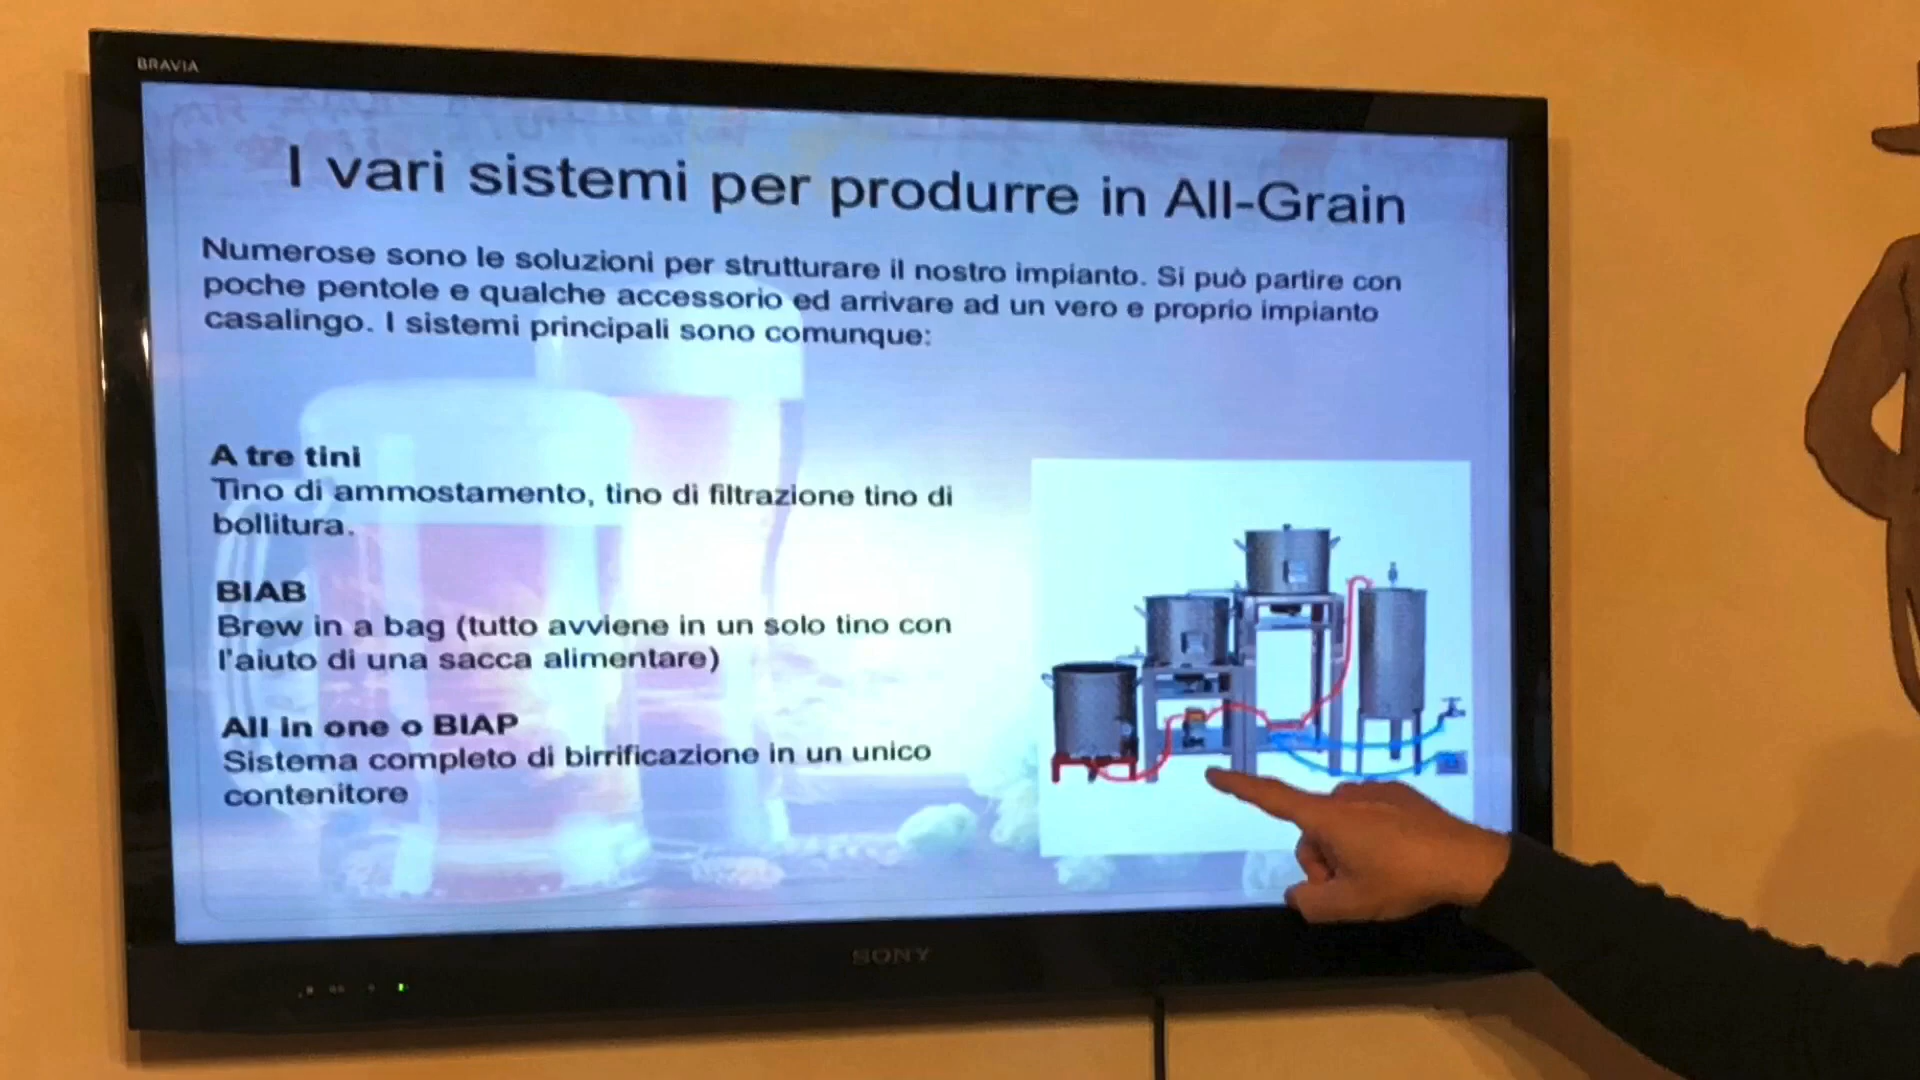 BRAVIA
I vari sistemi per produrre in All-Grain
Numerose sono le soluzioni per strutturare il nostro impianto. Si può partire con
poche pentole e qualche accessorio ed arrivare ad un vero e proprio impianto
casalingo. I sistemi principali sono comunque:
A tre tini
Tino di ammostamento, tino di filtrazione tino di
bollitura.
BIAB
Brew in a bag (tutto avviene in un solo tino con
l'aiuto di una sacca alimentare)
All in one o BIAP
Sistema completo di birrificazione in un unico
contenitore
SONY